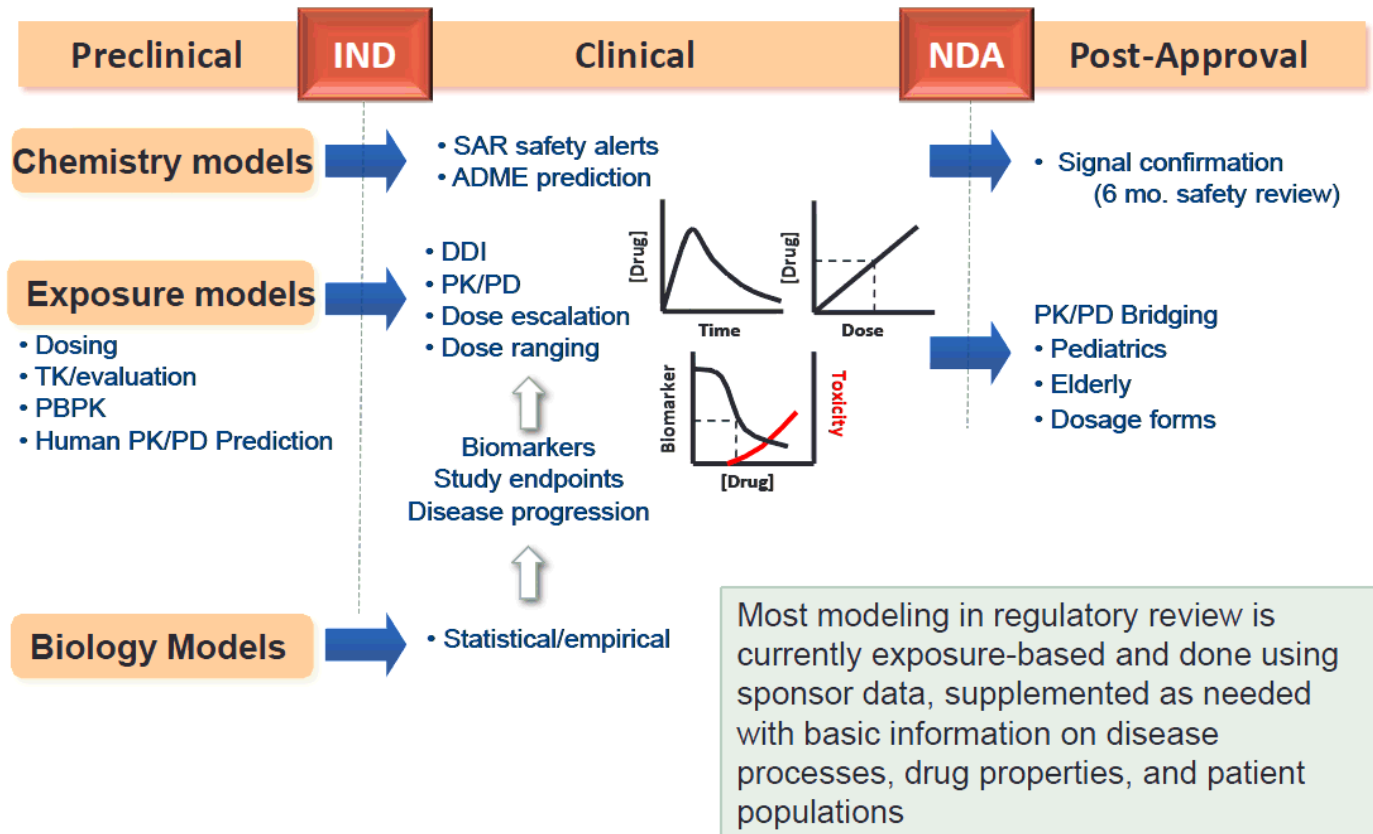 Preclinical
IND
Clinical
NDA
Post-Approval
Chemistry models
• SAR safety alerts
• ADME prediction
• Signal confirmation
(6 mo. safety review)
Exposure models
• Dosing
• TK/evaluation
• PBPK
• Human PK/PD Prediction
• DDI
• PK/PD
• Dose escalation
• Dose ranging
[Drug]
Time
[Drug]
Dose
Biomarker
Toxicity
[Drug]
PK/PD Bridging
• Pediatrics
• Elderly
• Dosage forms
Biomarkers
Study endpoints
Disease progression
Biology Models
• Statistical/empirical
Most modeling in regulatory review is
currently exposure-based and done using
sponsor data, supplemented as needed
with basic information on disease
processes, drug properties, and patient
populations